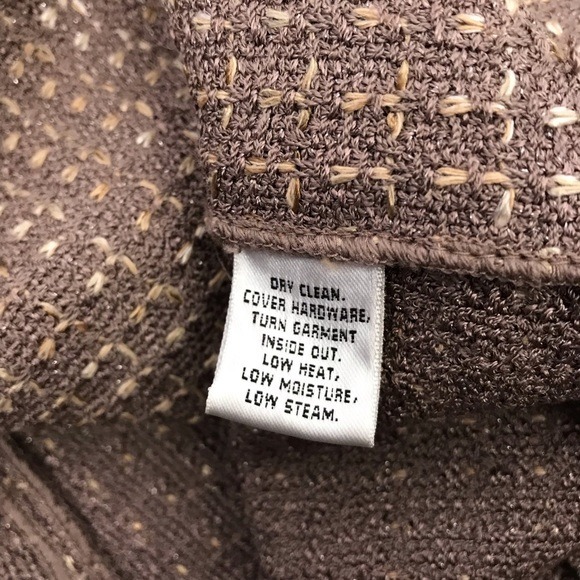 DRY CLEAN.
COVER HARDWARE,
TURN GARMENT
INSIDE OUT.
LOW HEAT,
LOW MOISTURE,
LOW STEAM.